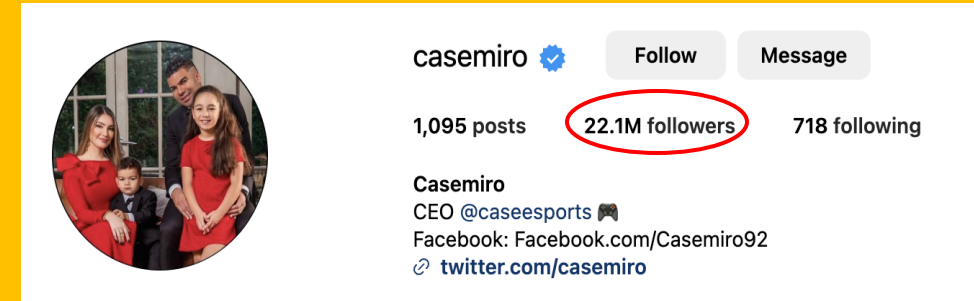 casemiro Follow Message
1,095 posts 22.1M followers 718 following
Casemiro
CEO @caseesports 🎮
Facebook: Facebook.com/Casemiro92
twitter.com/casemiro